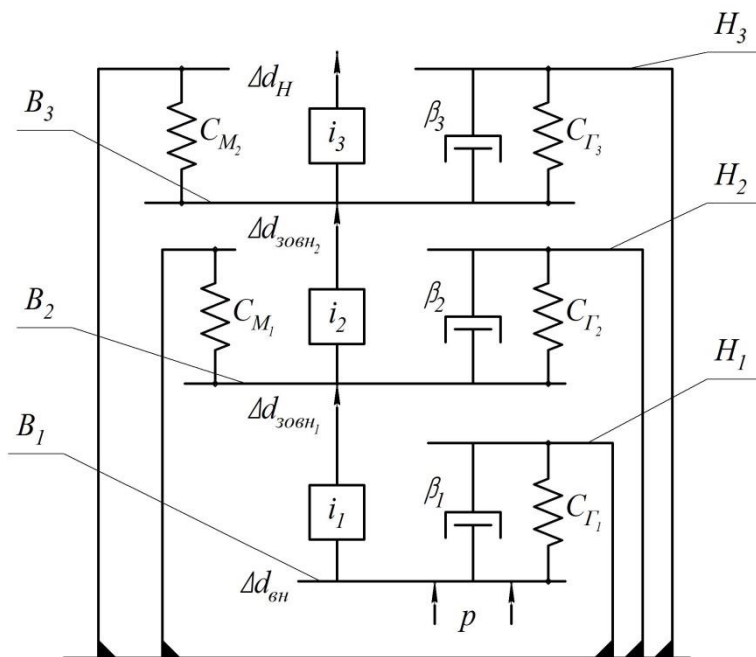 H₃
Δd_H
B₃
C_M₂
i₃
β₃
C_Г₃
H₂
Δd_зовн₂
B₂
C_M₁
i₂
β₂
C_Г₂
H₁
Δd_зовн₁
B₁
i₁
β₁
C_Г₁
Δd_вн
p